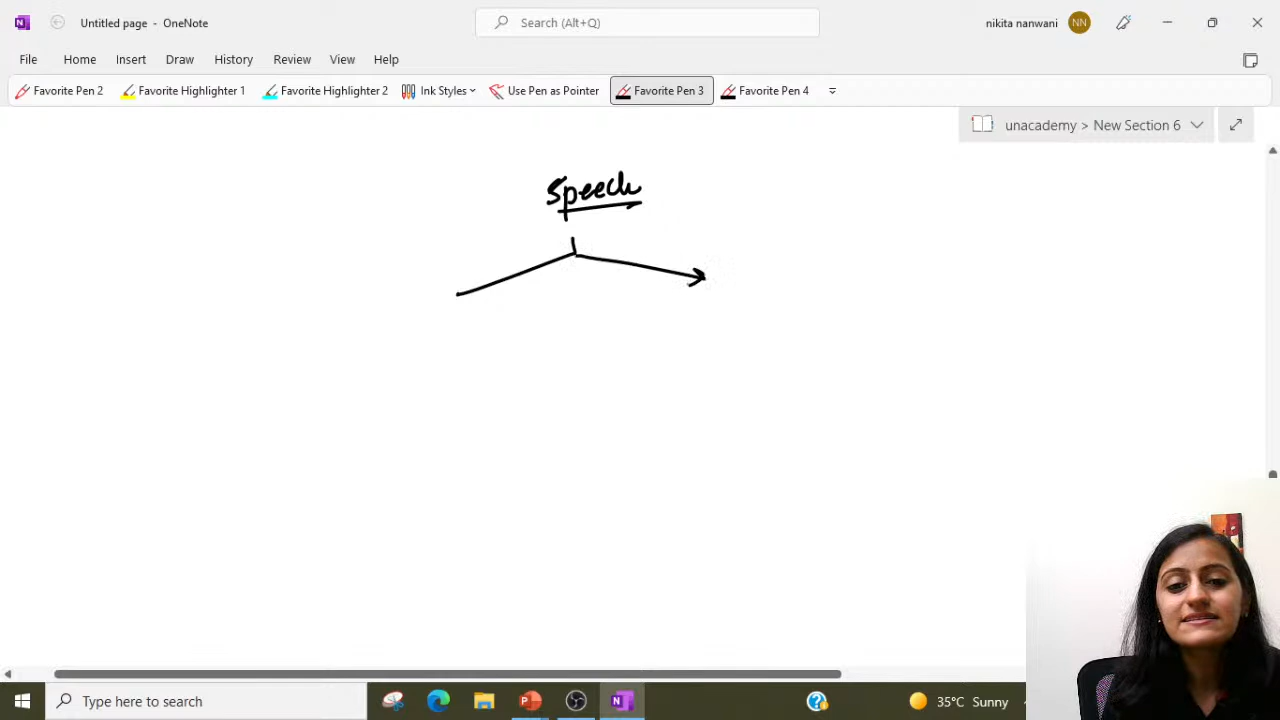 Untitled page - OneNote
Search (Alt+Q)
nikita nanwani
NN
File Home Insert Draw History Review View Help
Favorite Pen 2 Favorite Highlighter 1 Favorite Highlighter 2 Ink Styles Use Pen as Pointer Favorite Pen 3 Favorite Pen 4
unacademy > New Section 6
Speech
Type here to search
35°C Sunny